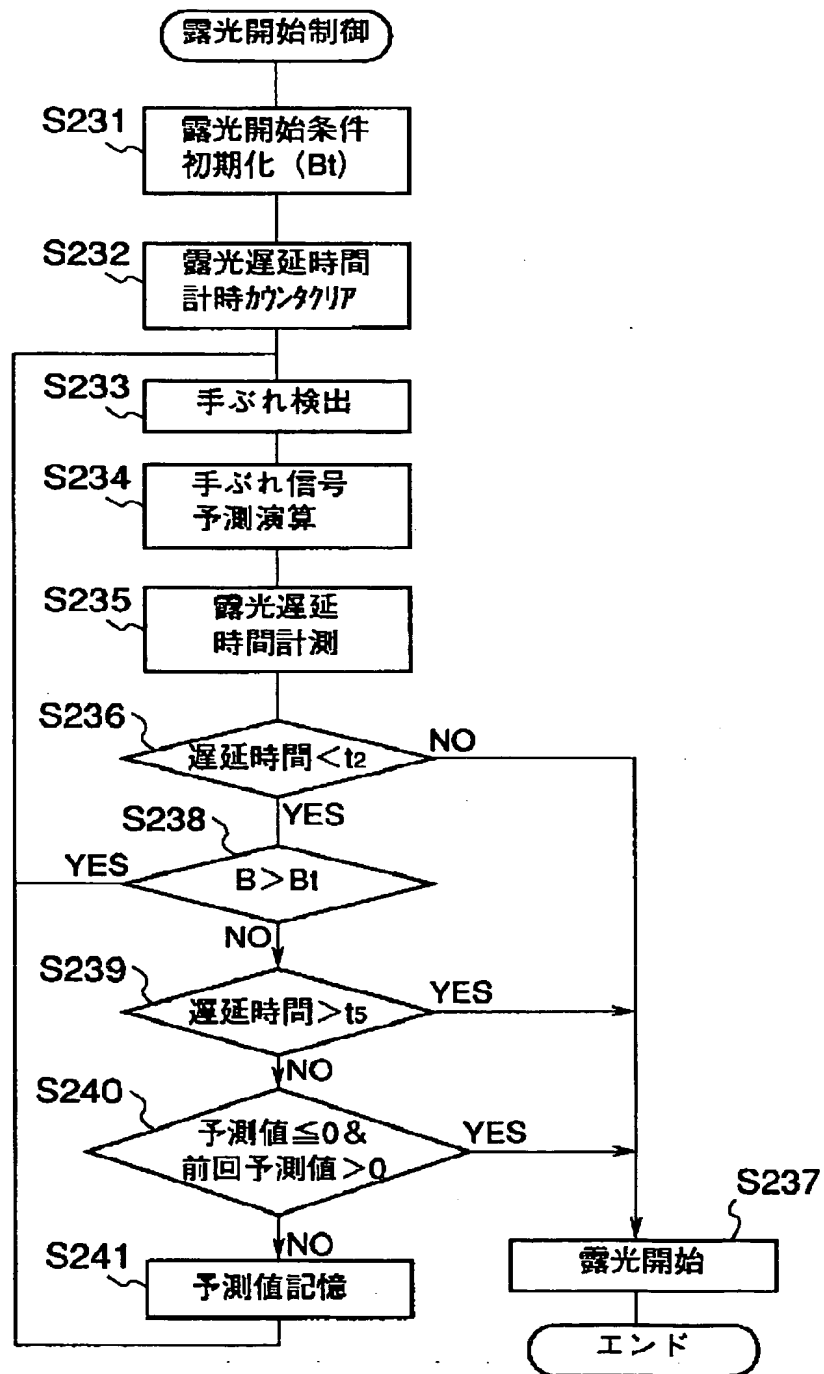 露光開始制御
S231
露光開始条件
初期化（Bt）
S232
露光遅延時間
計時ｶｳﾝﾀｸﾘｱ
S233
手ぶれ検出
S234
手ぶれ信号
予測演算
S235
露光遅延
時間計測
S236
遅延時間＜t2
NO
YES
S238
YES
B＞Bt
NO
S239
遅延時間＞t5
YES
NO
S240
予測値≦0＆
前回予測値＞0
YES
NO
S241
予測値記憶
S237
露光開始
エンド